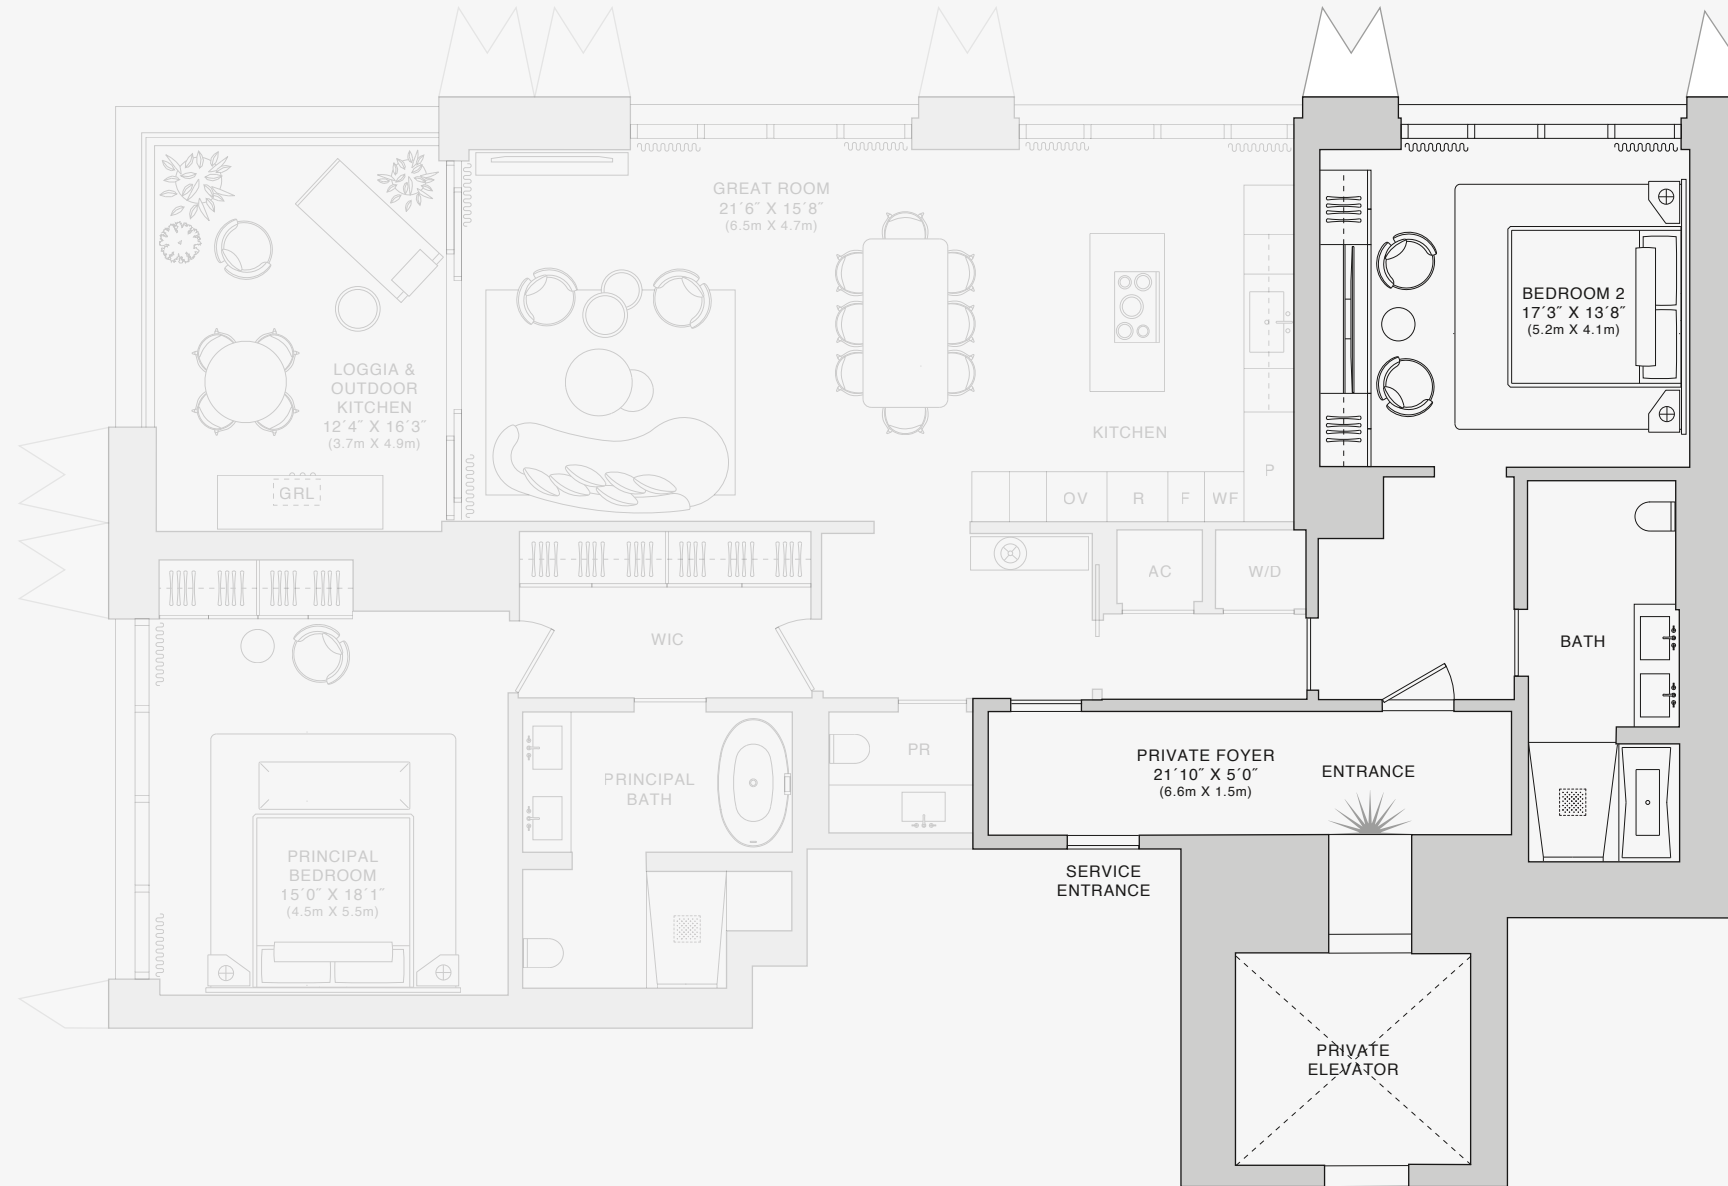 GREAT ROOM
21´6˝ X 15´8˝
(6.5m X 4.7m)
LOGGIA &
OUTDOOR
KITCHEN
12´4˝ X 16´3˝
(3.7m X 4.9m)
GRL
KITCHEN
OV
R
F
WF
P
BEDROOM 2
17´3˝ X 13´8˝
(5.2m X 4.1m)
AC
W/D
WIC
BATH
PRINCIPAL
BATH
PR
PRIVATE FOYER
21´10˝ X 5´0˝
(6.6m X 1.5m)
ENTRANCE
PRINCIPAL
BEDROOM
15´0˝ X 18´1˝
(4.5m X 5.5m)
SERVICE
ENTRANCE
PRIVATE
ELEVATOR